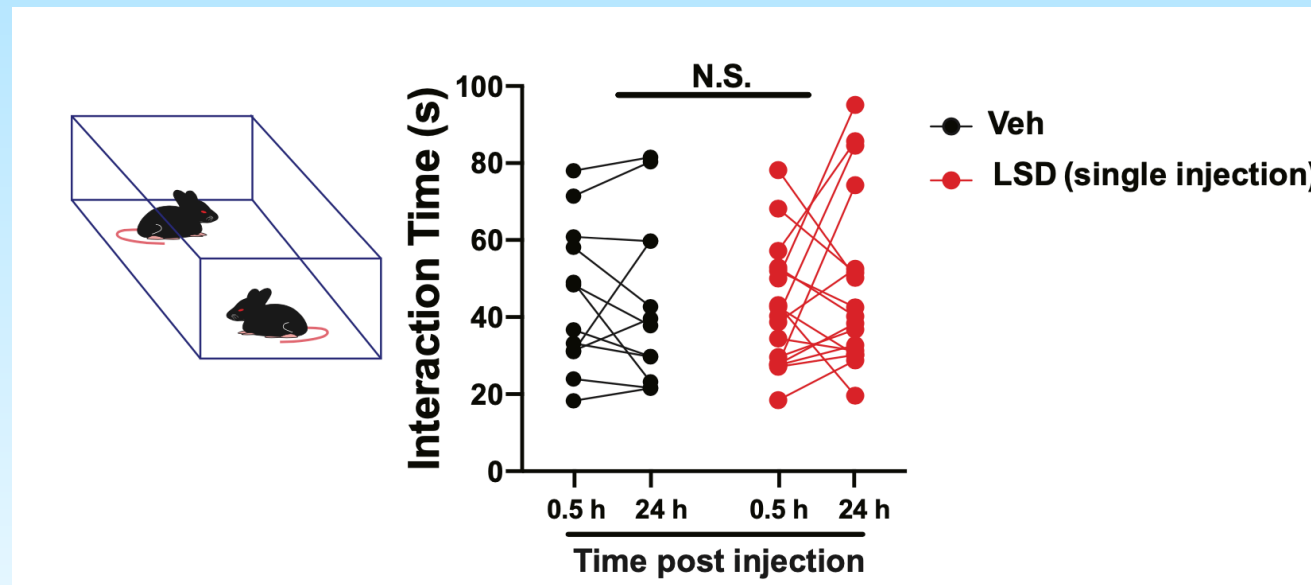 N.S.
Interaction Time (s)
100
80
60
40
20
0
0.5 h 24 h 0.5 h 24 h
Time post injection
Veh
LSD (single injection)